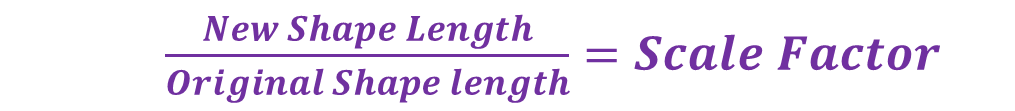 New Shape Length
Original Shape length = Scale Factor